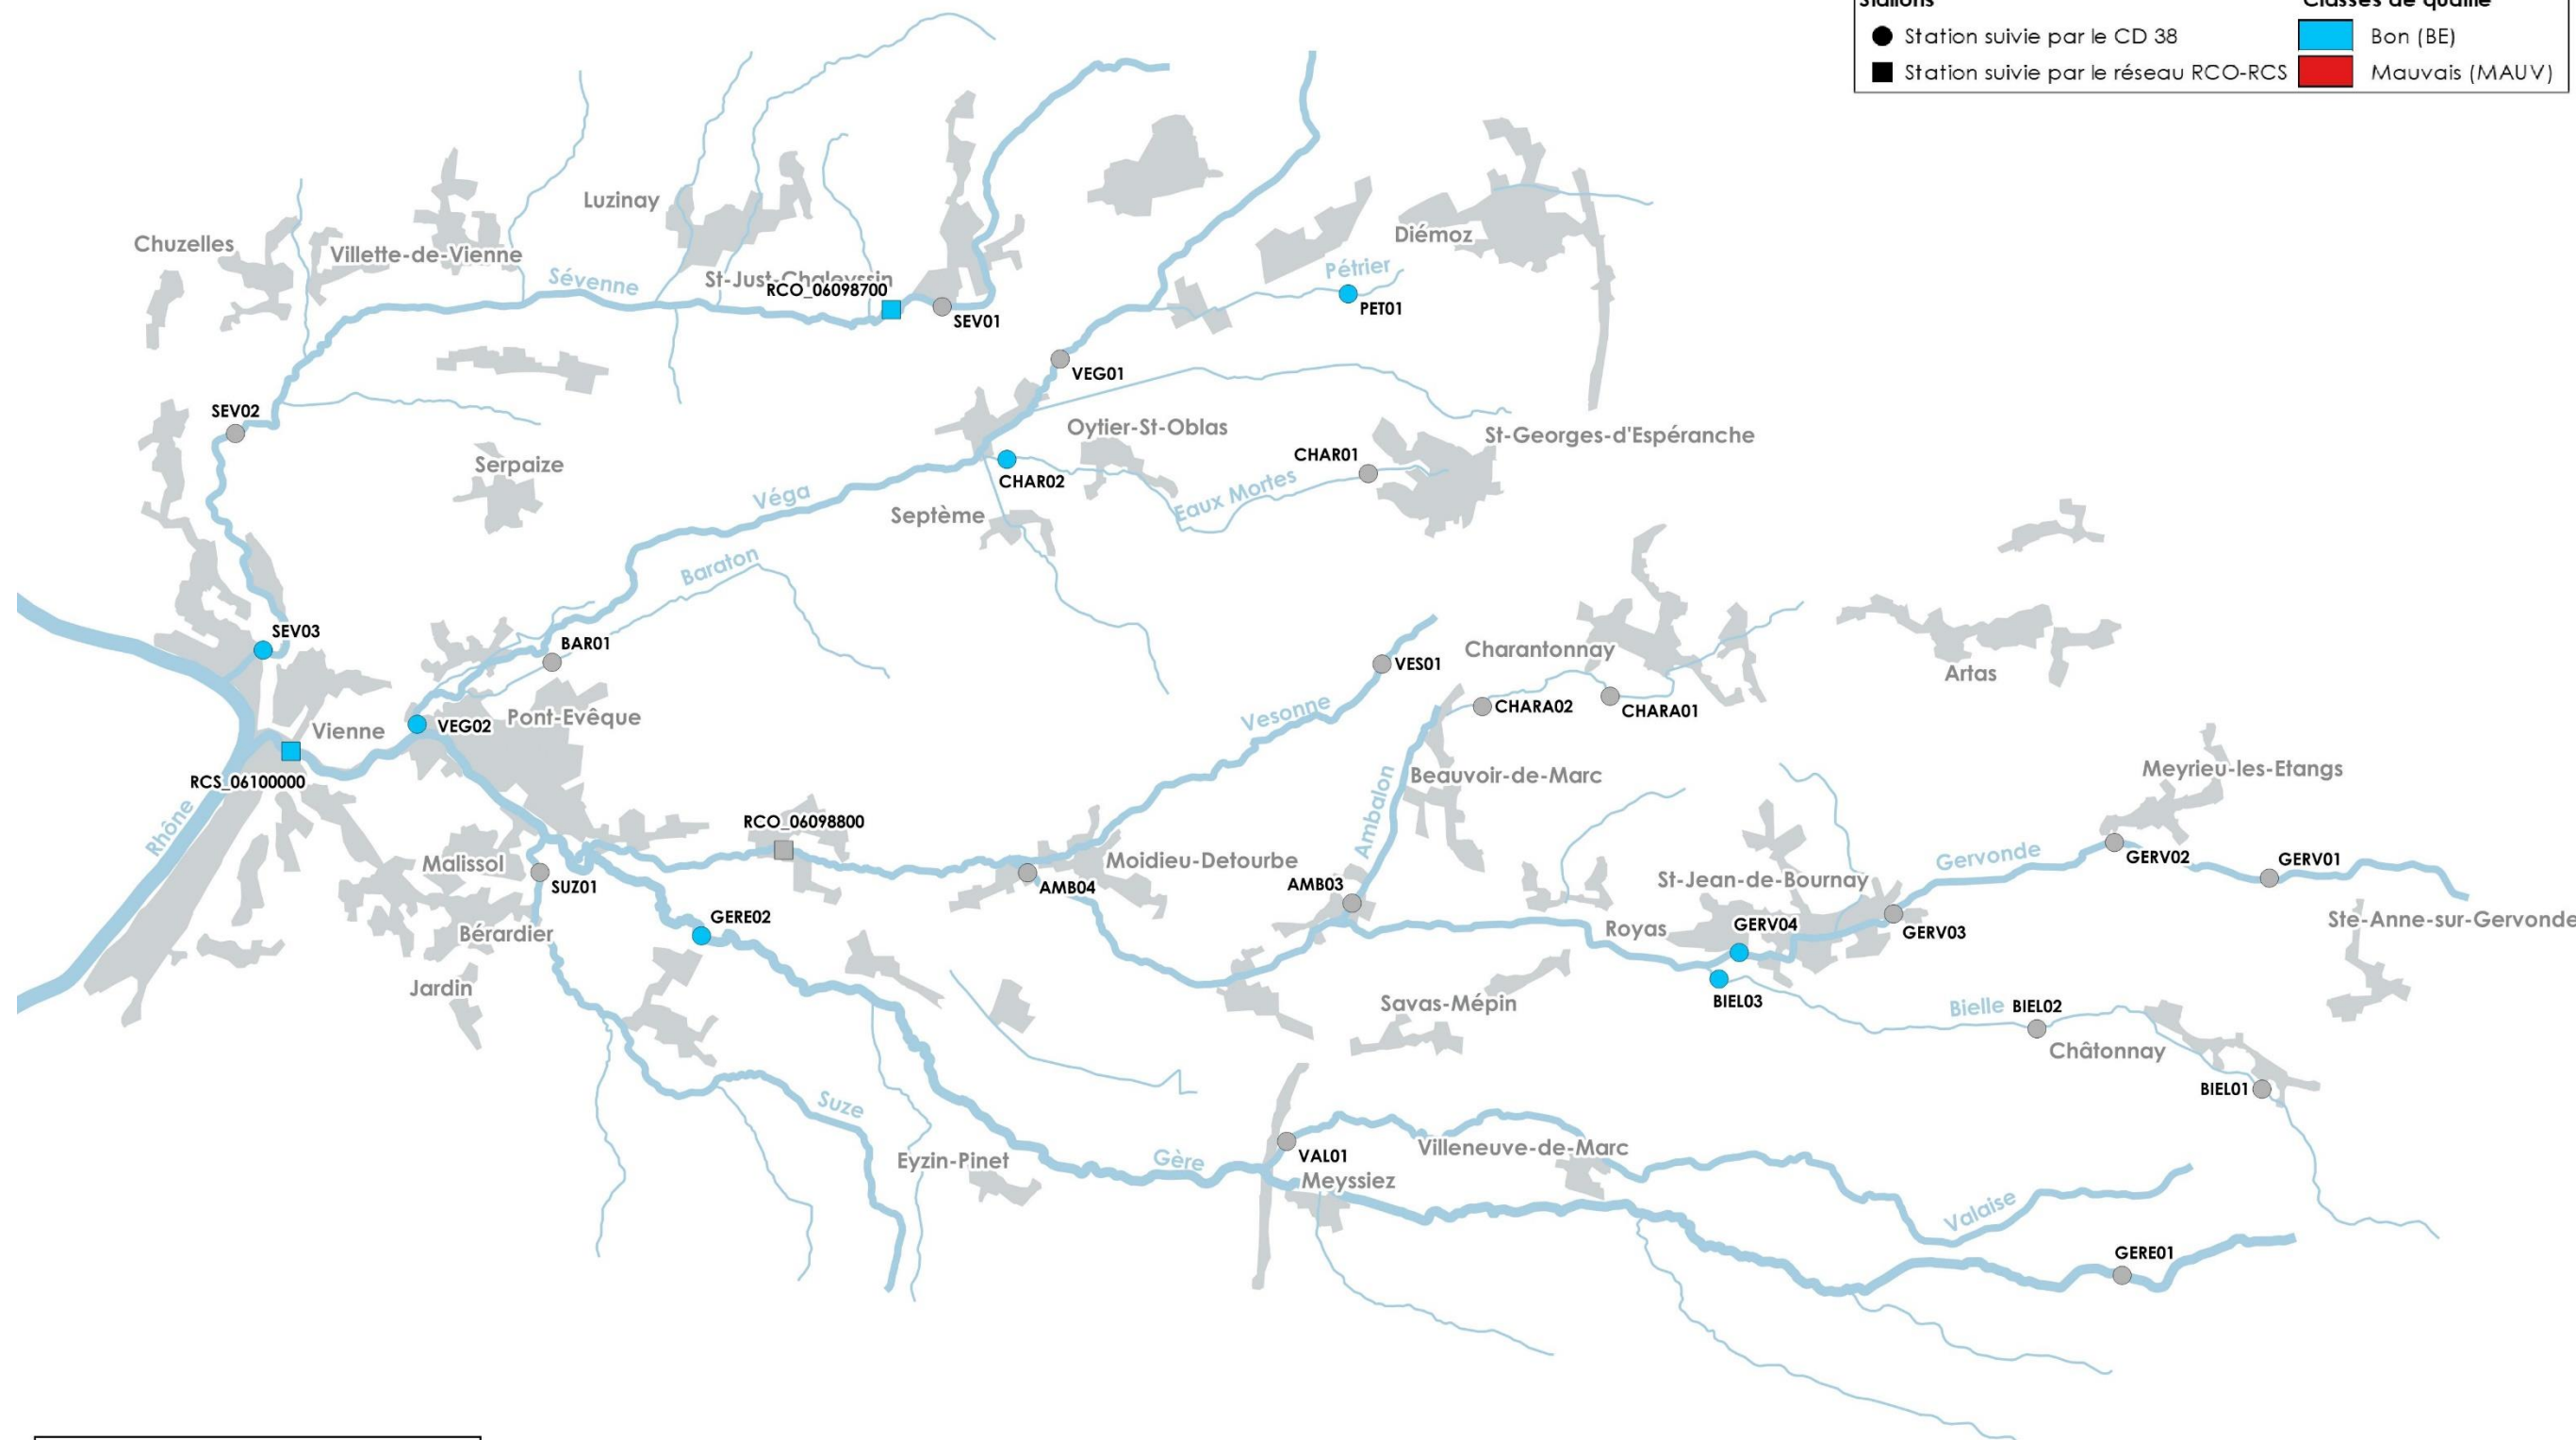 Stations
Classes de qualité
Station suivie par le CD 38
Bon (BE)
Station suivie par le réseau RCO-RCS
Mauvais (MAUV)
Luzinay
Chuzelles
Villette-de-Vienne
Diémoz
Sévenne
St-Just-Chaleyssin
RCO_06098700
Pétrier
PET01
SEV01
VEG01
SEV02
Oytier-St-Oblas
St-Georges-d'Espéranche
CHAR01
Serpaize
CHAR02
Véga
Eaux Mortes
Septème
Baraton
SEV03
BAR01
Charantonnay
VES01
Artas
CHARA02
CHARA01
Vesonne
Pont-Evêque
VEG02
Vienne
RCS_06100000
Beauvoir-de-Marc
Meyrieu-les-Etangs
Rhône
RCO_06098800
Ambalon
Malissol
Moidieu-Detourbe
Gervonde
GERV02
GERV01
SUZ01
AMB04
AMB03
St-Jean-de-Bournay
GERE02
Ste-Anne-sur-Gervonde
Bérardier
Royas
GERV04
GERV03
Jardin
Savas-Mépin
BIEL03
Bielle
BIEL02
Châtonnay
BIEL01
Suze
Eyzin-Pinet
Gère
VAL01
Villeneuve-de-Marc
Meyssiez
Valaise
GERE01